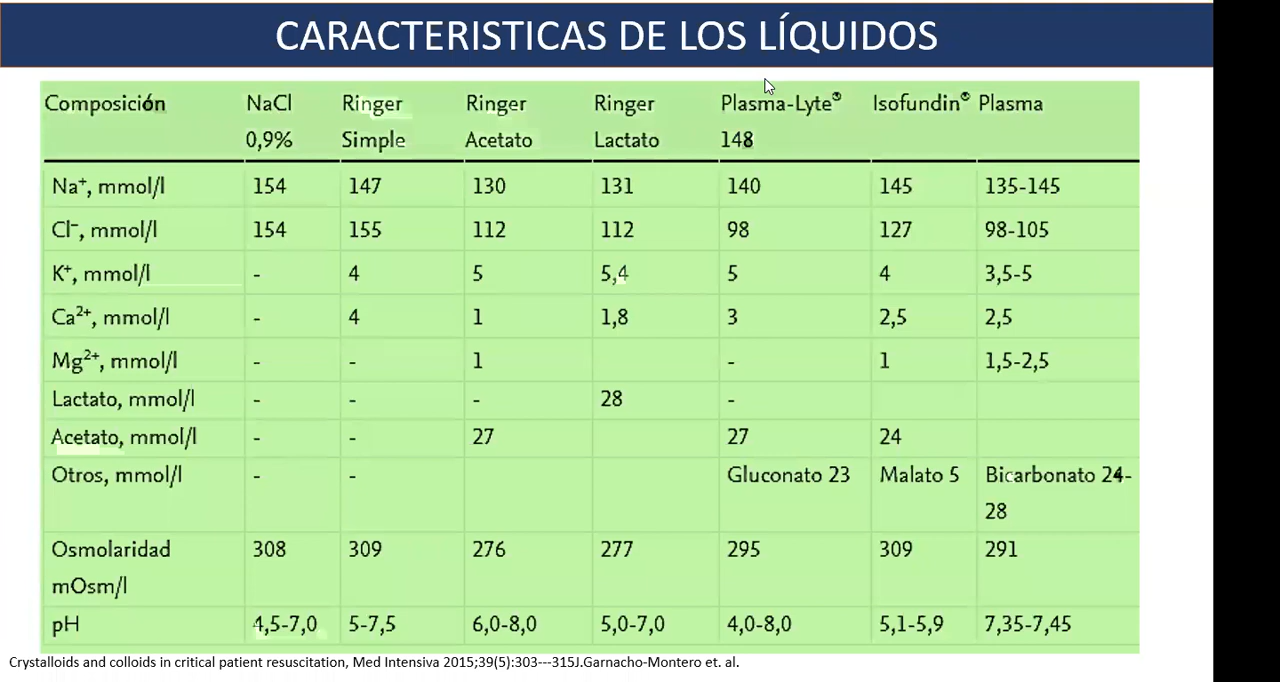 CARACTERISTICAS DE LOS LÍQUIDOS
Composición NaCl Ringer Ringer Ringer Plasma-Lyte® Isofundin® Plasma
0,9% Simple Acetato Lactato 148
Na⁺, mmol/l 154 147 130 131 140 145 135-145
Cl⁻, mmol/l 154 155 112 112 98 127 98-105
K⁺, mmol/l - 4 5 5,4 5 4 3,5-5
Ca²⁺, mmol/l - 4 1 1,8 3 2,5 2,5
Mg²⁺, mmol/l - - 1 - 1 1,5-2,5
Lactato, mmol/l - - - 28 -
Acetato, mmol/l - - 27 27 24
Otros, mmol/l - - Gluconato 23 Malato 5 Bicarbonato 24-
28
Osmolaridad 308 309 276 277 295 309 291
mOsm/l
pH 4,5-7,0 5-7,5 6,0-8,0 5,0-7,0 4,0-8,0 5,1-5,9 7,35-7,45
Crystalloids and colloids in critical patient resuscitation, Med Intensiva 2015;39(5):303---315J.Garnacho-Montero et. al.